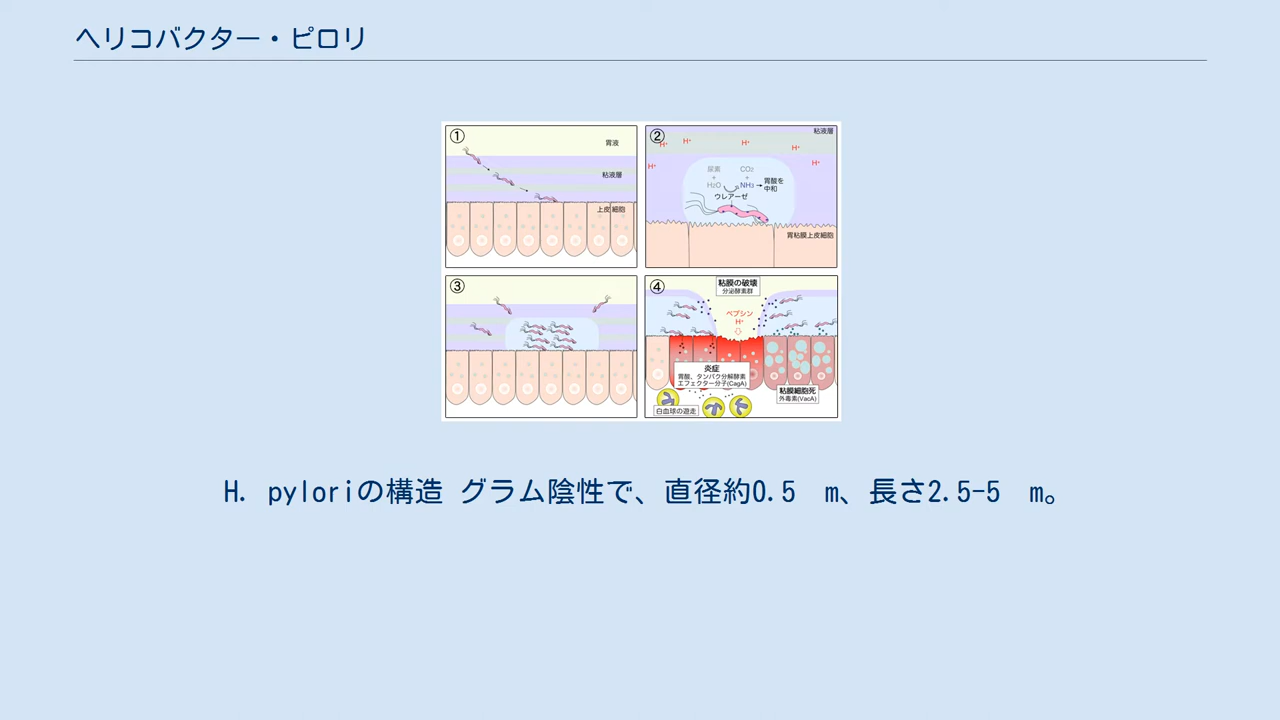 ヘリコバクター・ピロリ
①
胃液
粘液層
上皮細胞
②
粘液層
H⁺ H⁺ H⁺ H⁺
H⁺ H⁺
尿素 CO₂
+ +
H₂O NH₃
胃酸を
中和
ウレアーゼ
胃粘膜上皮細胞
③
④
粘膜の破壊
分泌酵素群
ペプシン
H⁺
炎症
胃酸、タンパク分解酵素
エフェクター分子(CagA)
粘膜細胞死
外毒素(VacA)
白血球の遊走
H. pyloriの構造 グラム陰性で、直径約0.5 m、長さ2.5-5 m。